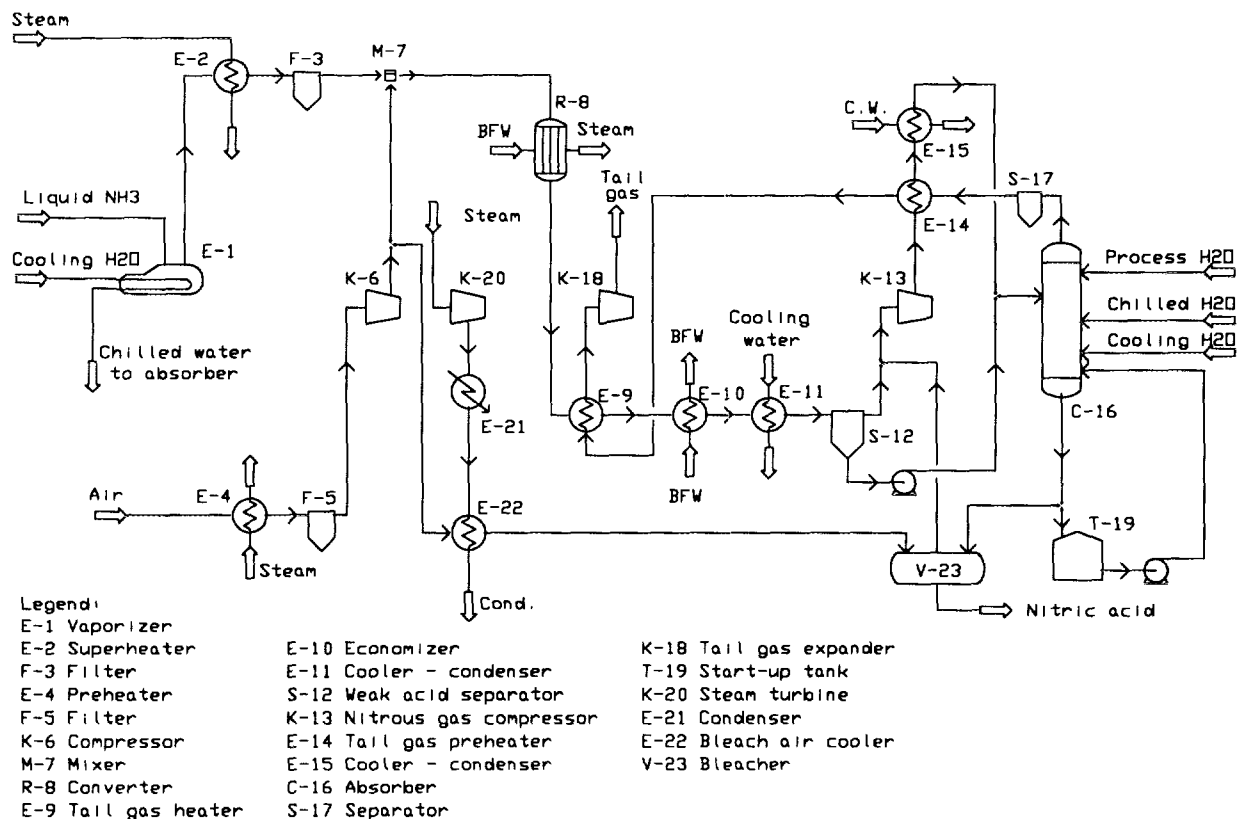 Steam
E-2
F-3
M-7
R-8
BFW
Steam
C.W.
E-15
Tail
gas
S-17
E-14
Liquid NH3
Steam
Cooling H2O
E-1
K-6
K-20
K-18
K-13
Process H2O
Chilled H2O
Cooling H2O
Chilled water
to absorber
Cooling
water
BFW
E-9
E-10
E-11
C-16
E-21
S-12
BFW
Air
E-4
F-5
E-22
T-19
Steam
V-23
Cond.
Nitric acid
Legend:
E-1 Vaporizer
E-2 Superheater
F-3 Filter
E-4 Preheater
F-5 Filter
K-6 Compressor
M-7 Mixer
R-8 Converter
E-9 Tail gas heater
E-10 Economizer
E-11 Cooler - condenser
S-12 Weak acid separator
K-13 Nitrous gas compressor
E-14 Tail gas preheater
E-15 Cooler - condenser
C-16 Absorber
S-17 Separator
K-18 Tail gas expander
T-19 Start-up tank
K-20 Steam turbine
E-21 Condenser
E-22 Bleach air cooler
V-23 Bleacher